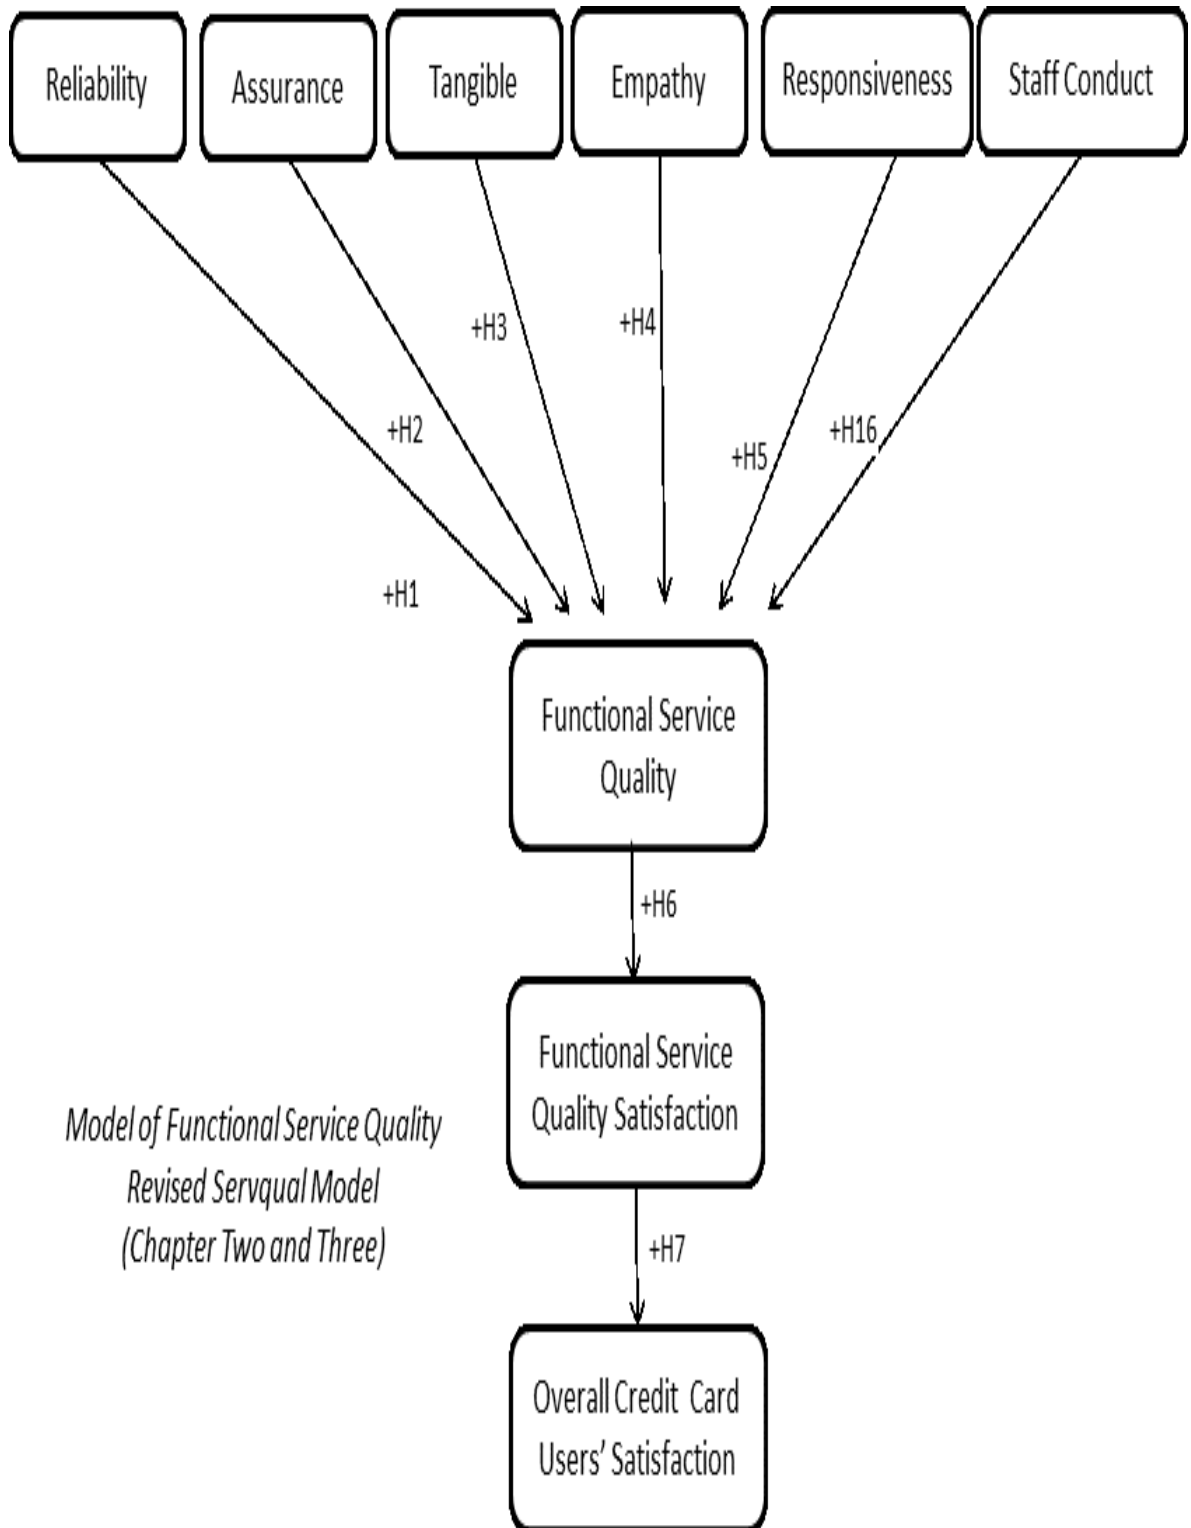 Reliability
Assurance
Tangible
Empathy
Responsiveness
Staff Conduct
+H3
+H4
+H2
+H5
+H16
+H1
Functional Service
Quality
+H6
Functional Service
Quality Satisfaction
Model of Functional Service Quality
Revised Servqual Model
(Chapter Two and Three)
+H7
Overall Credit Card
Users’ Satisfaction